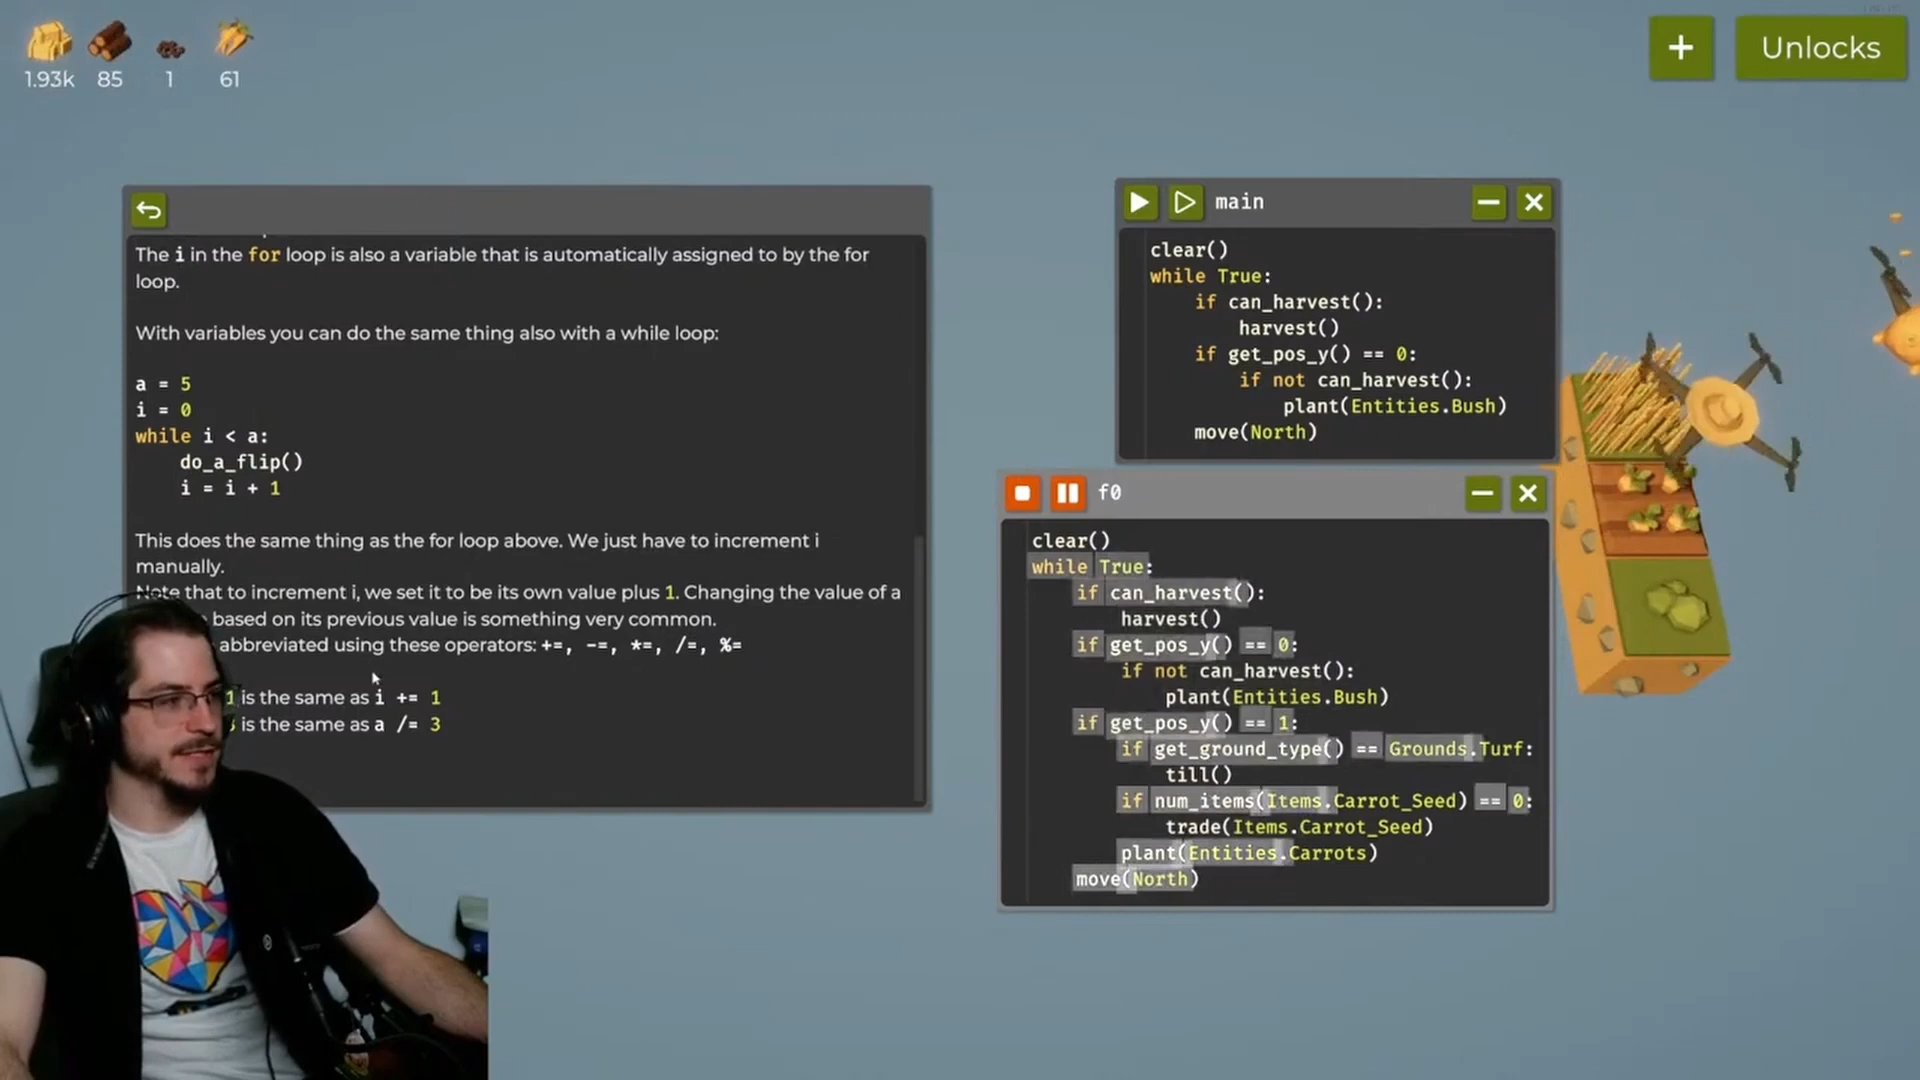 1.93k 85 1 61
+ Unlocks
The i in the for loop is also a variable that is automatically assigned to by the for
loop.
With variables you can do the same thing also with a while loop:
a = 5
i = 0
while i < a:
    do_a_flip()
    i = i + 1
This does the same thing as the for loop above. We just have to increment i
manually.
Note that to increment i, we set it to be its own value plus 1. Changing the value of a
based on its previous value is something very common.
abbreviated using these operators: +=, -=, *=, /=, %=
1 is the same as i += 1
is the same as a /= 3
main
clear()
while True:
    if can_harvest():
        harvest()
    if get_pos_y() == 0:
        if not can_harvest():
            plant(Entities.Bush)
    move(North)
f0
clear()
while True:
    if can_harvest():
        harvest()
    if get_pos_y() == 0:
        if not can_harvest():
            plant(Entities.Bush)
    if get_pos_y() == 1:
        if get_ground_type() == Grounds.Turf:
            till()
        if num_items(Items.Carrot_Seed) == 0:
            trade(Items.Carrot_Seed)
        plant(Entities.Carrots)
    move(North)